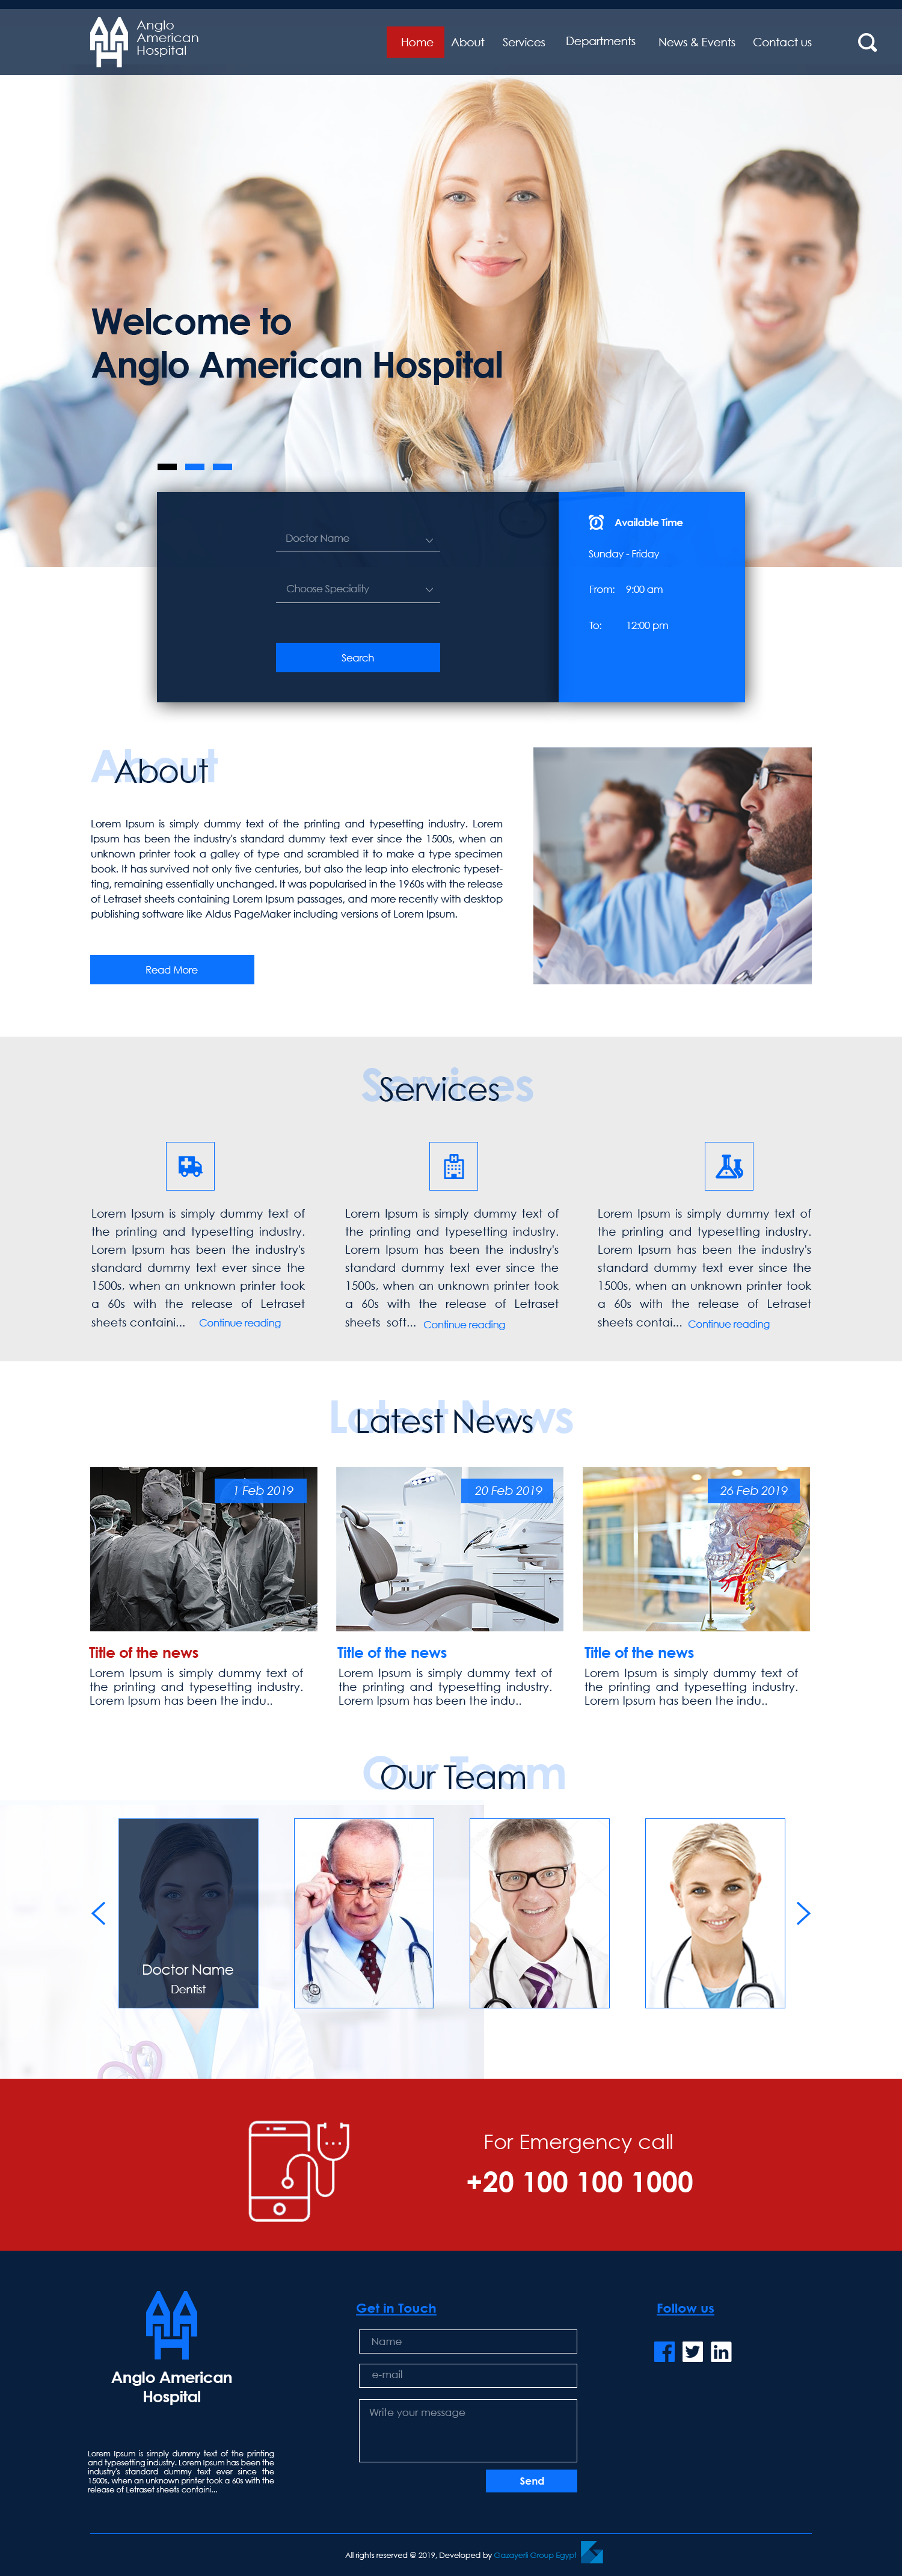 Anglo
American
Hospital
Home About Services Departments News & Events Contact us
Welcome to
Anglo American Hospital
Doctor Name
Choose Speciality
Search
Available Time
Sunday - Friday
From: 9:00 am
To: 12:00 pm
About
About
Lorem Ipsum is simply dummy text of the printing and typesetting industry. Lorem
Ipsum has been the industry's standard dummy text ever since the 1500s, when an
unknown printer took a galley of type and scrambled it to make a type specimen
book. It has survived not only five centuries, but also the leap into electronic typeset-
ting, remaining essentially unchanged. It was popularised in the 1960s with the release
of Letraset sheets containing Lorem Ipsum passages, and more recently with desktop
publishing software like Aldus PageMaker including versions of Lorem Ipsum.
Read More
Services
Services
Lorem Ipsum is simply dummy text of
the printing and typesetting industry.
Lorem Ipsum has been the industry's
standard dummy text ever since the
1500s, when an unknown printer took
a 60s with the release of Letraset
sheets containi... Continue reading
Lorem Ipsum is simply dummy text of
the printing and typesetting industry.
Lorem Ipsum has been the industry's
standard dummy text ever since the
1500s, when an unknown printer took
a 60s with the release of Letraset
sheets soft... Continue reading
Lorem Ipsum is simply dummy text of
the printing and typesetting industry.
Lorem Ipsum has been the industry's
standard dummy text ever since the
1500s, when an unknown printer took
a 60s with the release of Letraset
sheets contai... Continue reading
Latest News
Latest News
1 Feb 2019
Title of the news
Lorem Ipsum is simply dummy text of
the printing and typesetting industry.
Lorem Ipsum has been the indu..
20 Feb 2019
Title of the news
Lorem Ipsum is simply dummy text of
the printing and typesetting industry.
Lorem Ipsum has been the indu..
26 Feb 2019
Title of the news
Lorem Ipsum is simply dummy text of
the printing and typesetting industry.
Lorem Ipsum has been the indu..
Our Team
Our Team
Doctor Name
Dentist
For Emergency call
+20 100 100 1000
Anglo American
Hospital
Lorem Ipsum is simply dummy text of the printing
and typesetting industry. Lorem Ipsum has been the
industry's standard dummy text ever since the
1500s, when an unknown printer took a 60s with the
release of Letraset sheets containi...
Get in Touch
Name
e-mail
Write your message
Send
Follow us
All rights reserved @ 2019, Developed by Gazayerli Group Egypt